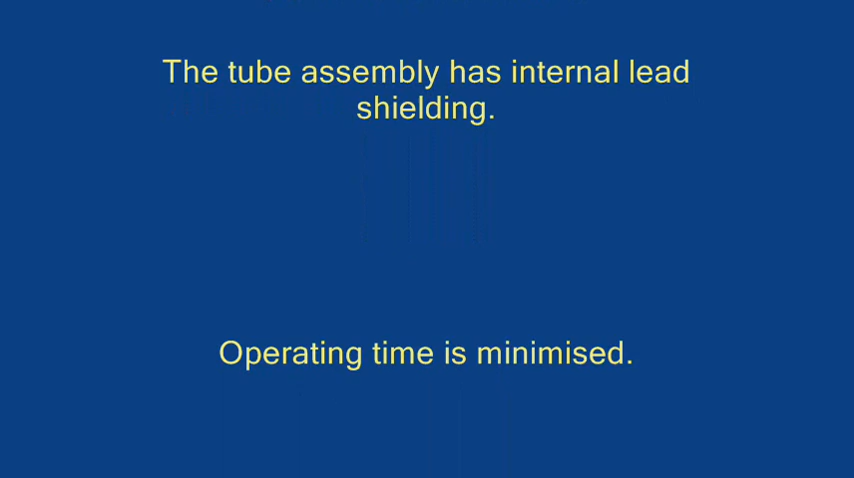 The tube assembly has internal lead
shielding.
Operating time is minimised.